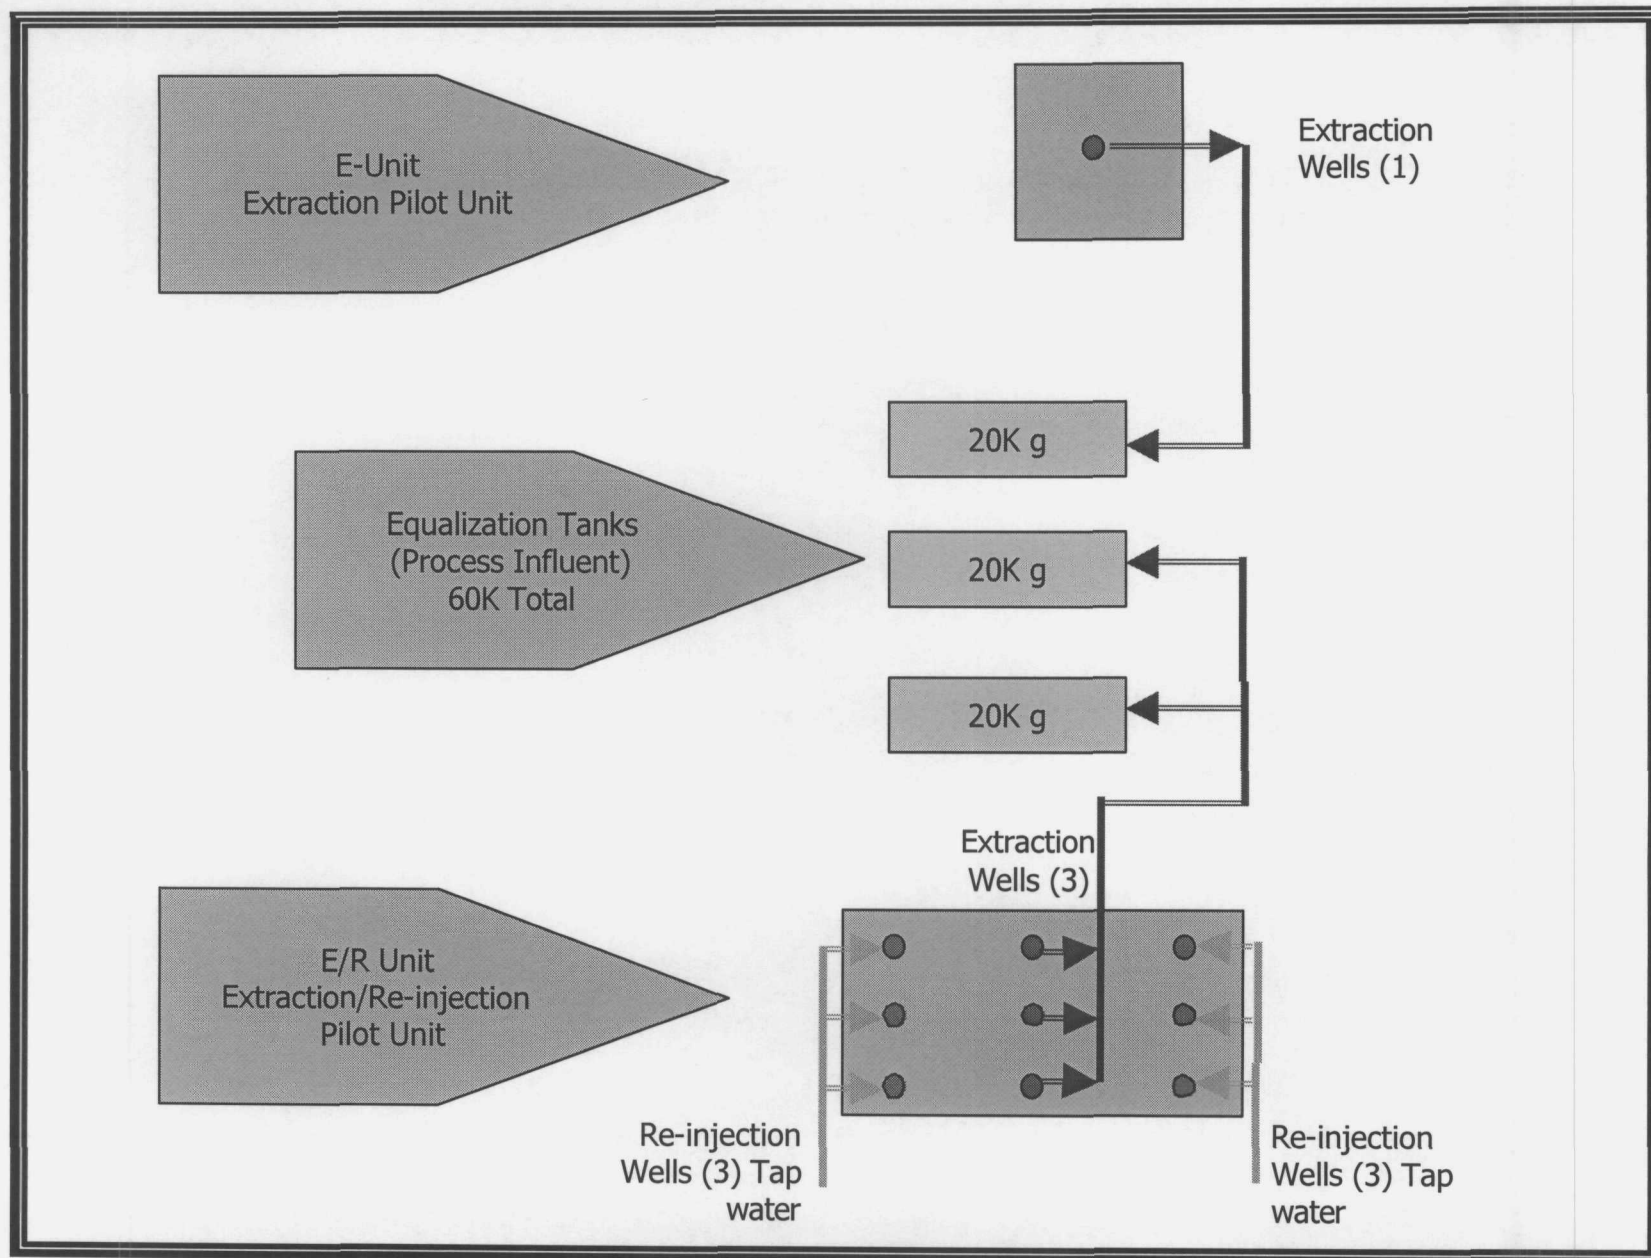 E-Unit
Extraction Pilot Unit
Extraction
Wells (1)
20K g
Equalization Tanks
(Process Influent)
60K Total
20K g
20K g
Extraction
Wells (3)
E/R Unit
Extraction/Re-injection
Pilot Unit
Re-injection
Wells (3) Tap
water
Re-injection
Wells (3) Tap
water